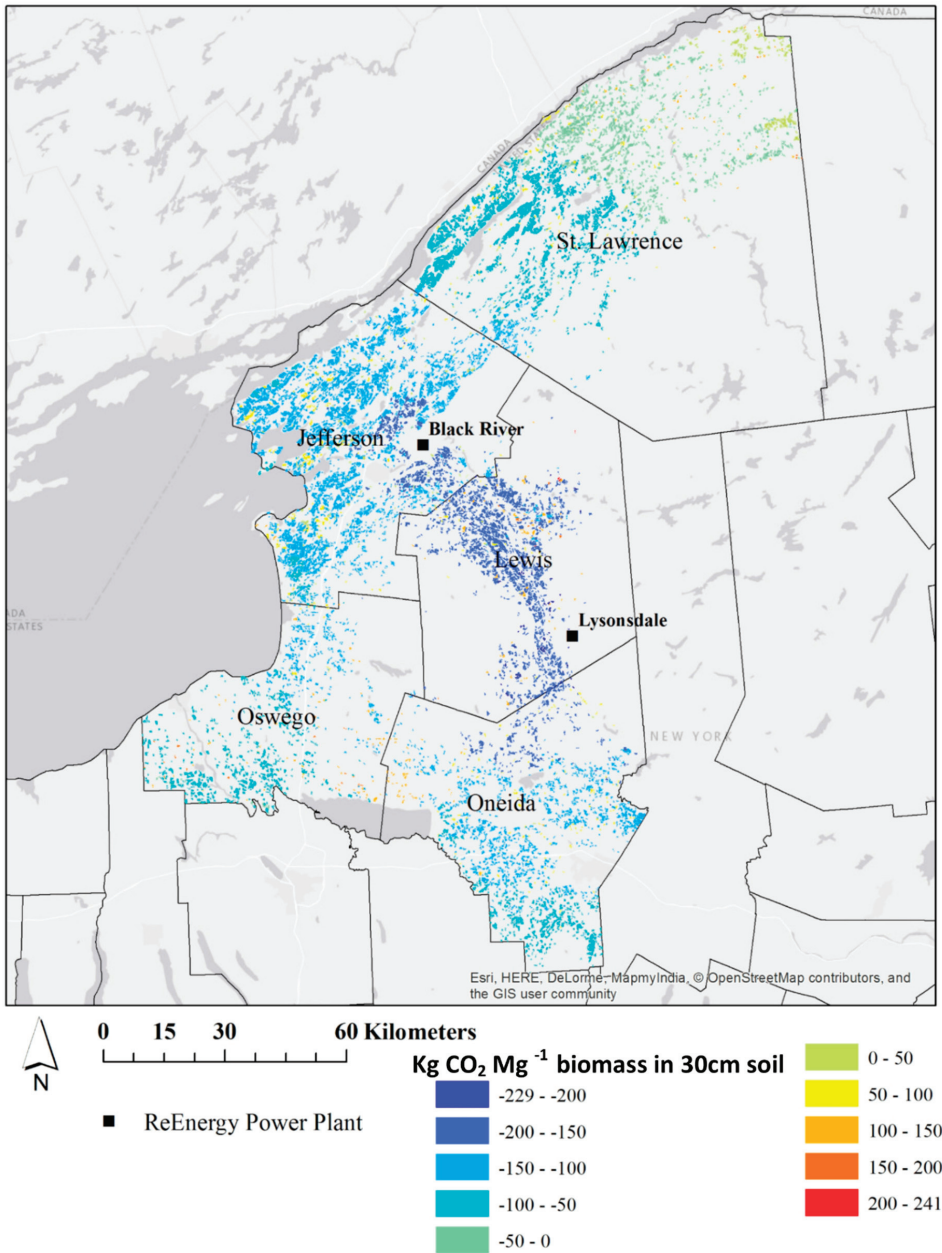 CANADA
CANADA
St. Lawrence
Black River
Jefferson
Lewis
Lysonsdale
ADA
STATES
Oswego
NEW YORK
Oneida
Esri, HERE, DeLorme, MapmyIndia, © OpenStreetMap contributors, and
the GIS user community
0 15 30 60 Kilometers
N
ReEnergy Power Plant
Kg CO₂ Mg ⁻¹ biomass in 30cm soil
-229 - -200
-200 - -150
-150 - -100
-100 - -50
-50 - 0
0 - 50
50 - 100
100 - 150
150 - 200
200 - 241